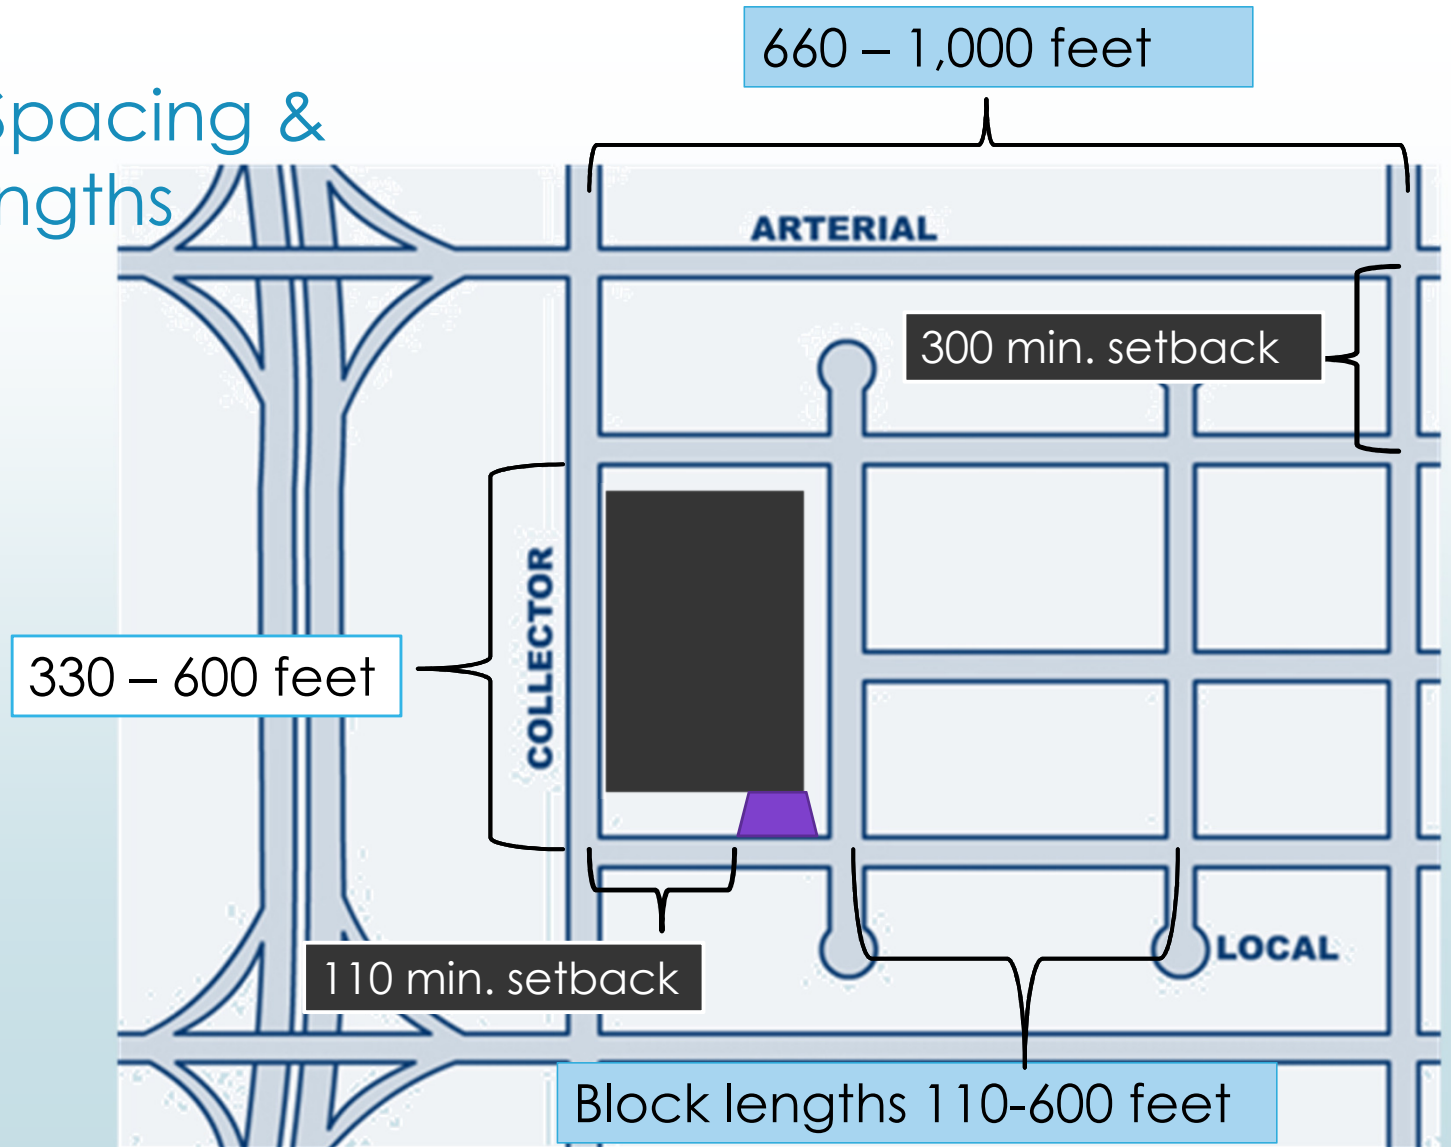 660 – 1,000 feet
Spacing &
ngths
ARTERIAL
300 min. setback
COLLECTOR
330 – 600 feet
110 min. setback
LOCAL
Block lengths 110-600 feet